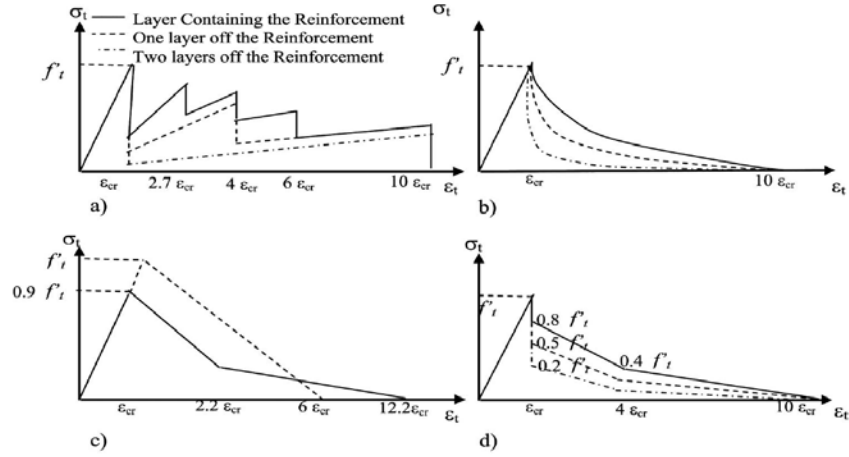 σt
Layer Containing the Reinforcement
One layer off the Reinforcement
Two layers off the Reinforcement
f't
εcr 2.7 εcr 4 εcr 6 εcr 10 εcr εt
a)
σt
f't
εcr 10 εcr εt
b)
σt
f't
0.9 f't
εcr 2.2 εcr 6 εcr 12.2εcr εt
c)
σt
f't
0.8 f't
0.5 f't
0.2 f't
0.4 f't
εcr 4 εcr 10 εcr εt
d)